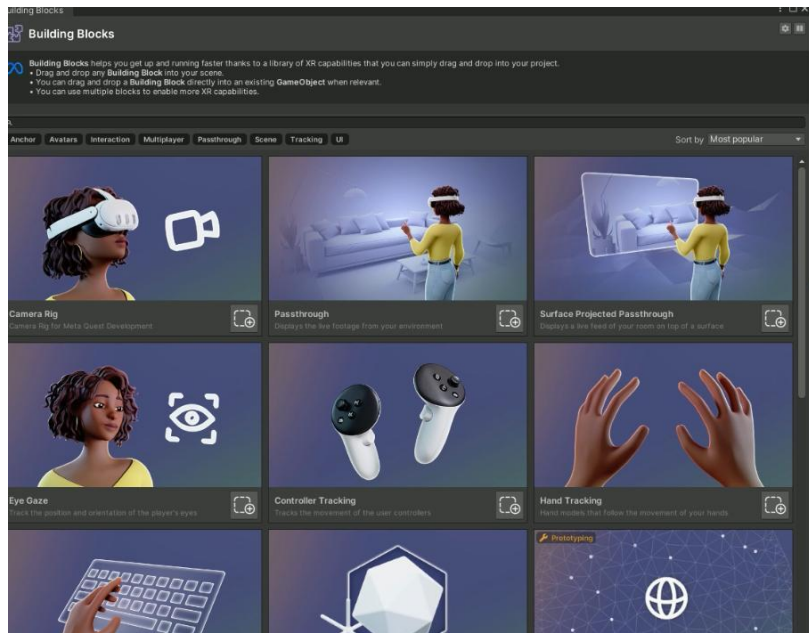 Building Blocks
Building Blocks
Building Blocks helps you get up and running faster thanks to a library of XR capabilities that you can simply drag and drop into your project.
• Drag and drop any Building Block into your scene.
• You can drag and drop a Building Block directly into an existing GameObject when relevant.
• You can use multiple blocks to enable more XR capabilities.
Anchor Avatars Interaction Multiplayer Passthrough Scene Tracking UI Sort by Most popular
Camera Rig
Camera Rig for Meta Quest Development
Passthrough
Displays the live footage from your environment
Surface Projected Passthrough
Displays a live feed of your room on top of a surface
Eye Gaze
Track the position and orientation of the player's eyes
Controller Tracking
Tracks the movement of the user controllers
Hand Tracking
Hand models that follow the movement of your hands
Prototyping